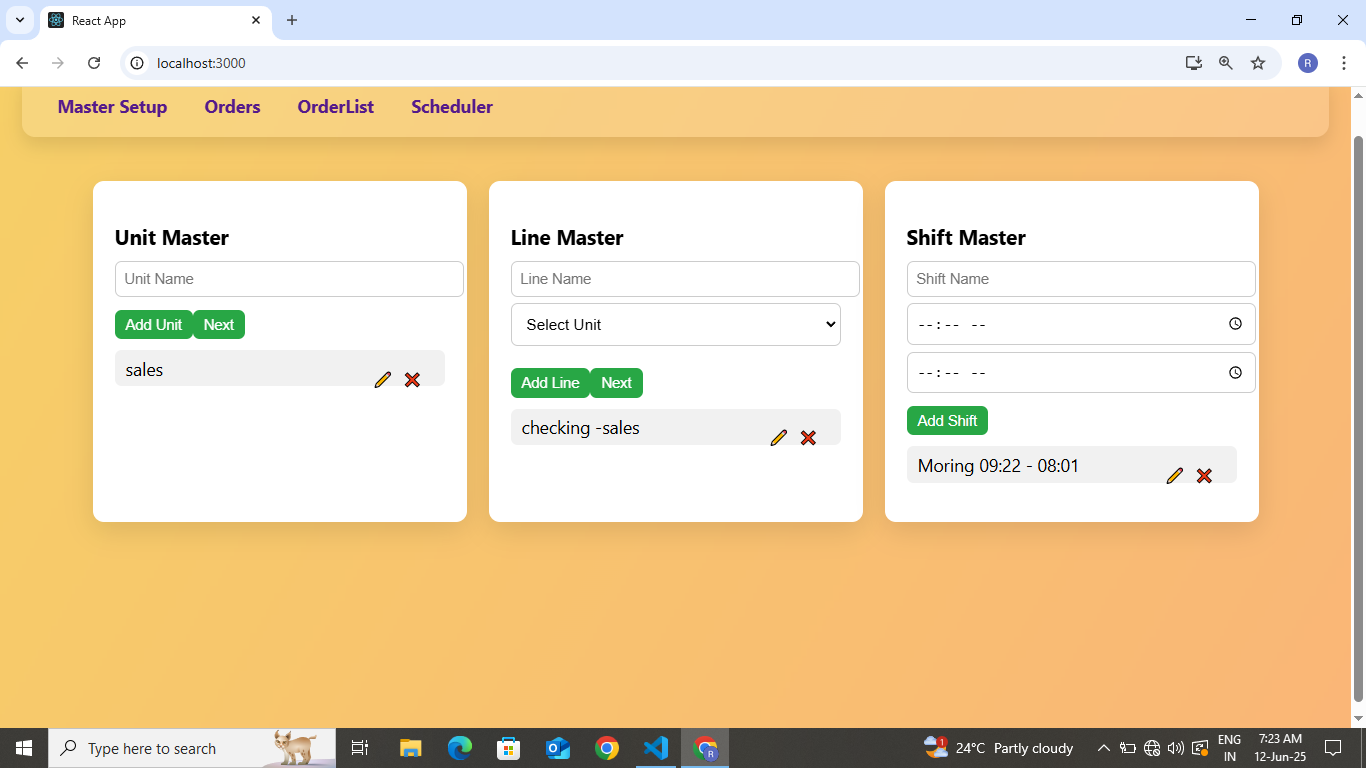 React App
localhost:3000
R
Master Setup Orders OrderList Scheduler
Unit Master
Unit Name
Add Unit Next
sales
Line Master
Line Name
Select Unit
Add Line Next
checking -sales
Shift Master
Shift Name
--:-- --
--:-- --
Add Shift
Moring 09:22 - 08:01
Type here to search
R
1
24°C Partly cloudy
ENG
IN
7:23 AM
12-Jun-25